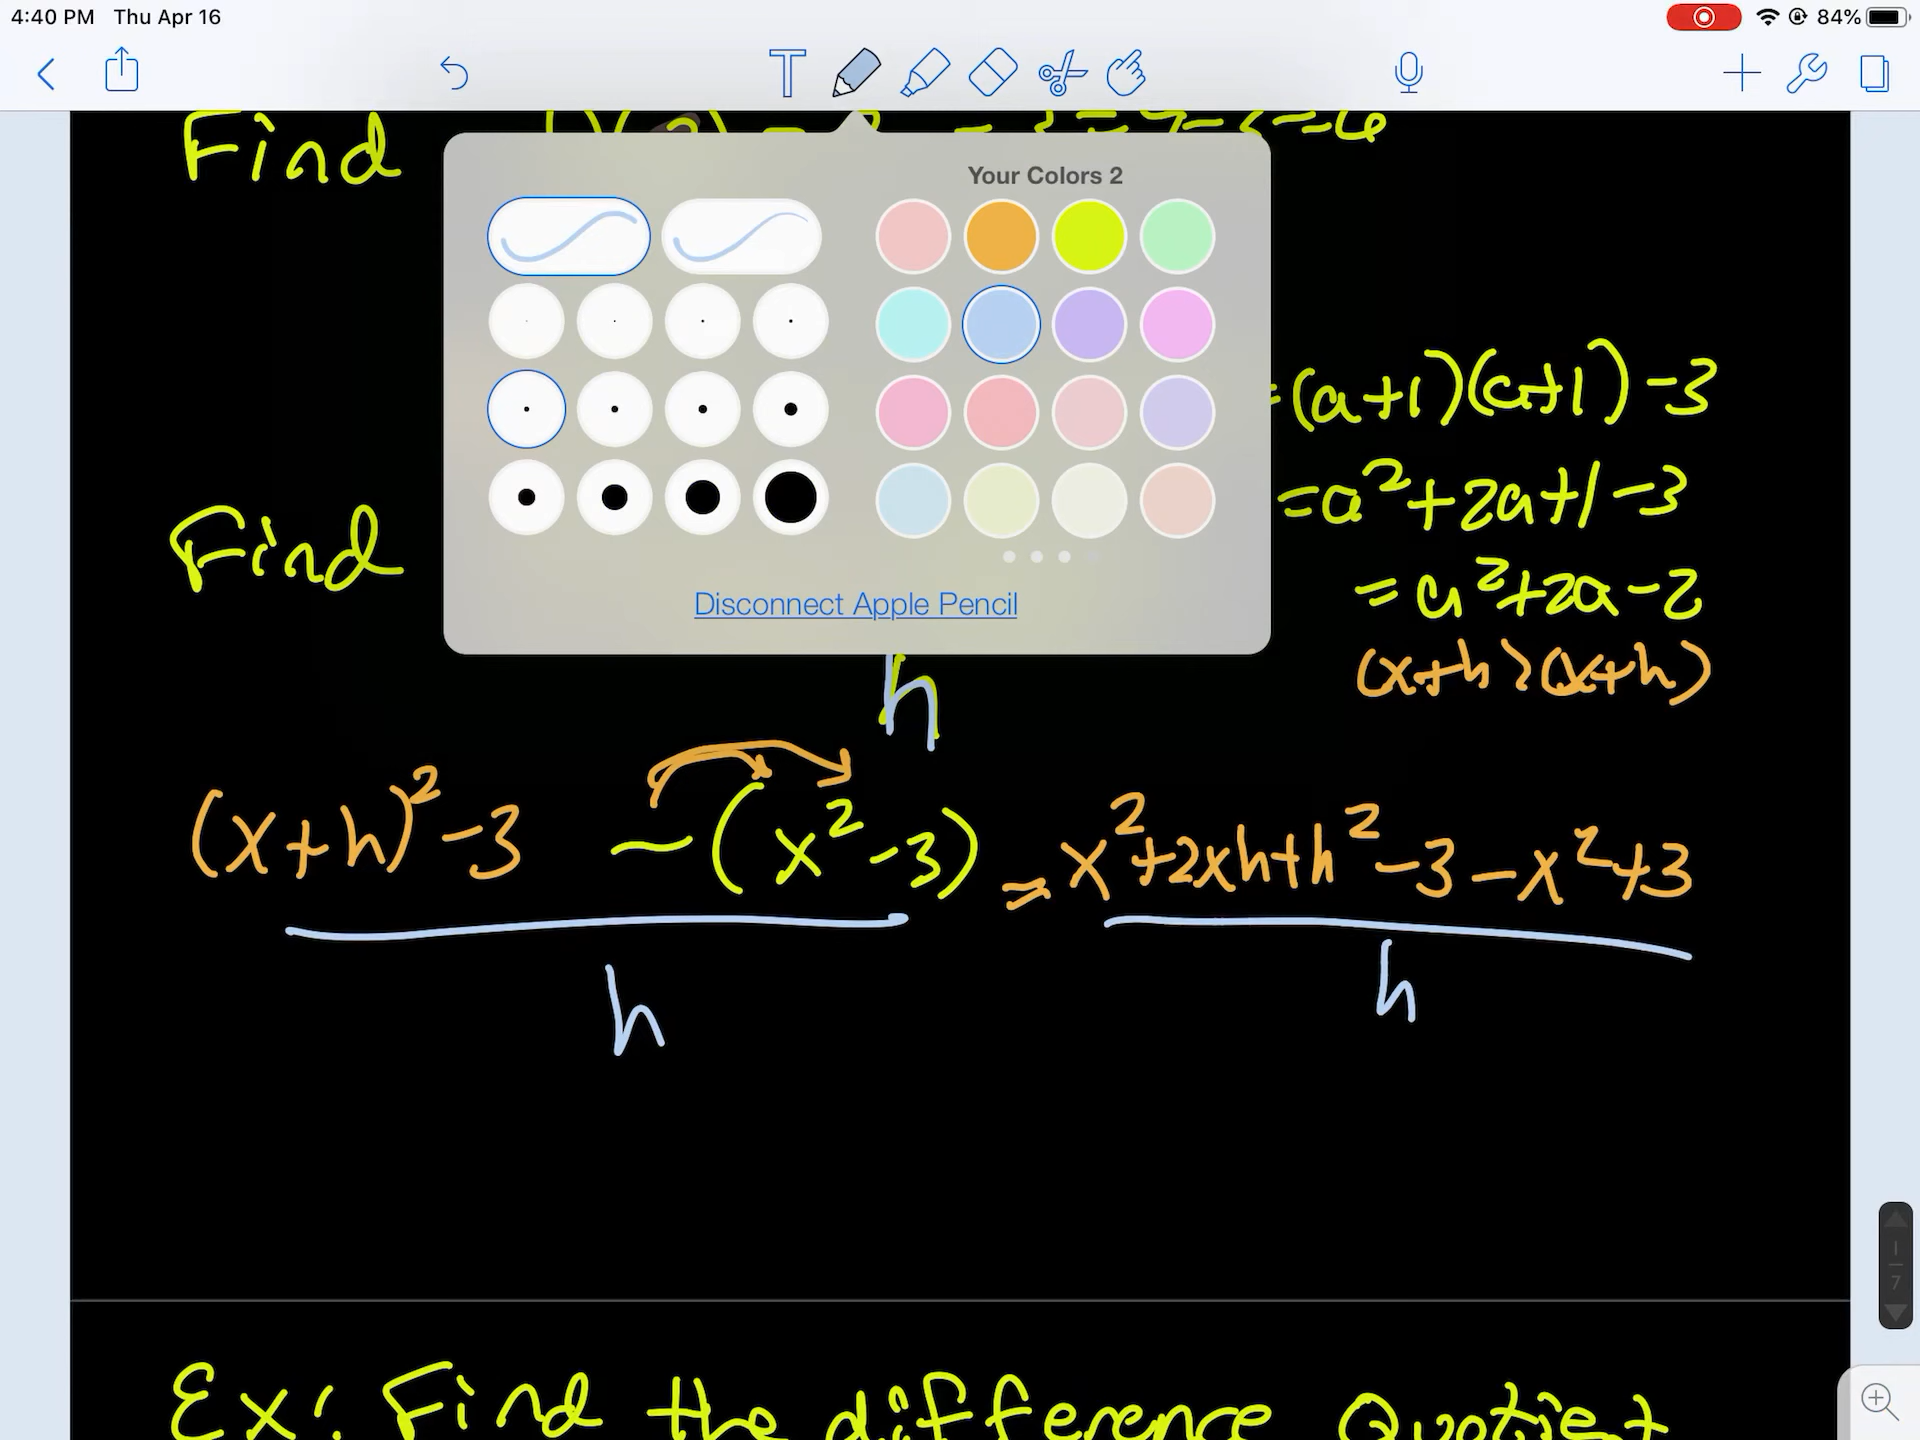 4:40 PM Thu Apr 16 84%
T
Find
Your Colors 2
=(a+1)(a+1)-3
=a²+2a+1-3
Find
=a²+2a-2
Disconnect Apple Pencil
(x+h)(x+h)
h
(x+h)²-3 -(x²-3) = x²+2xh+h²-3-x²+3
h h
1
7
Ex: Find the difference Quotient